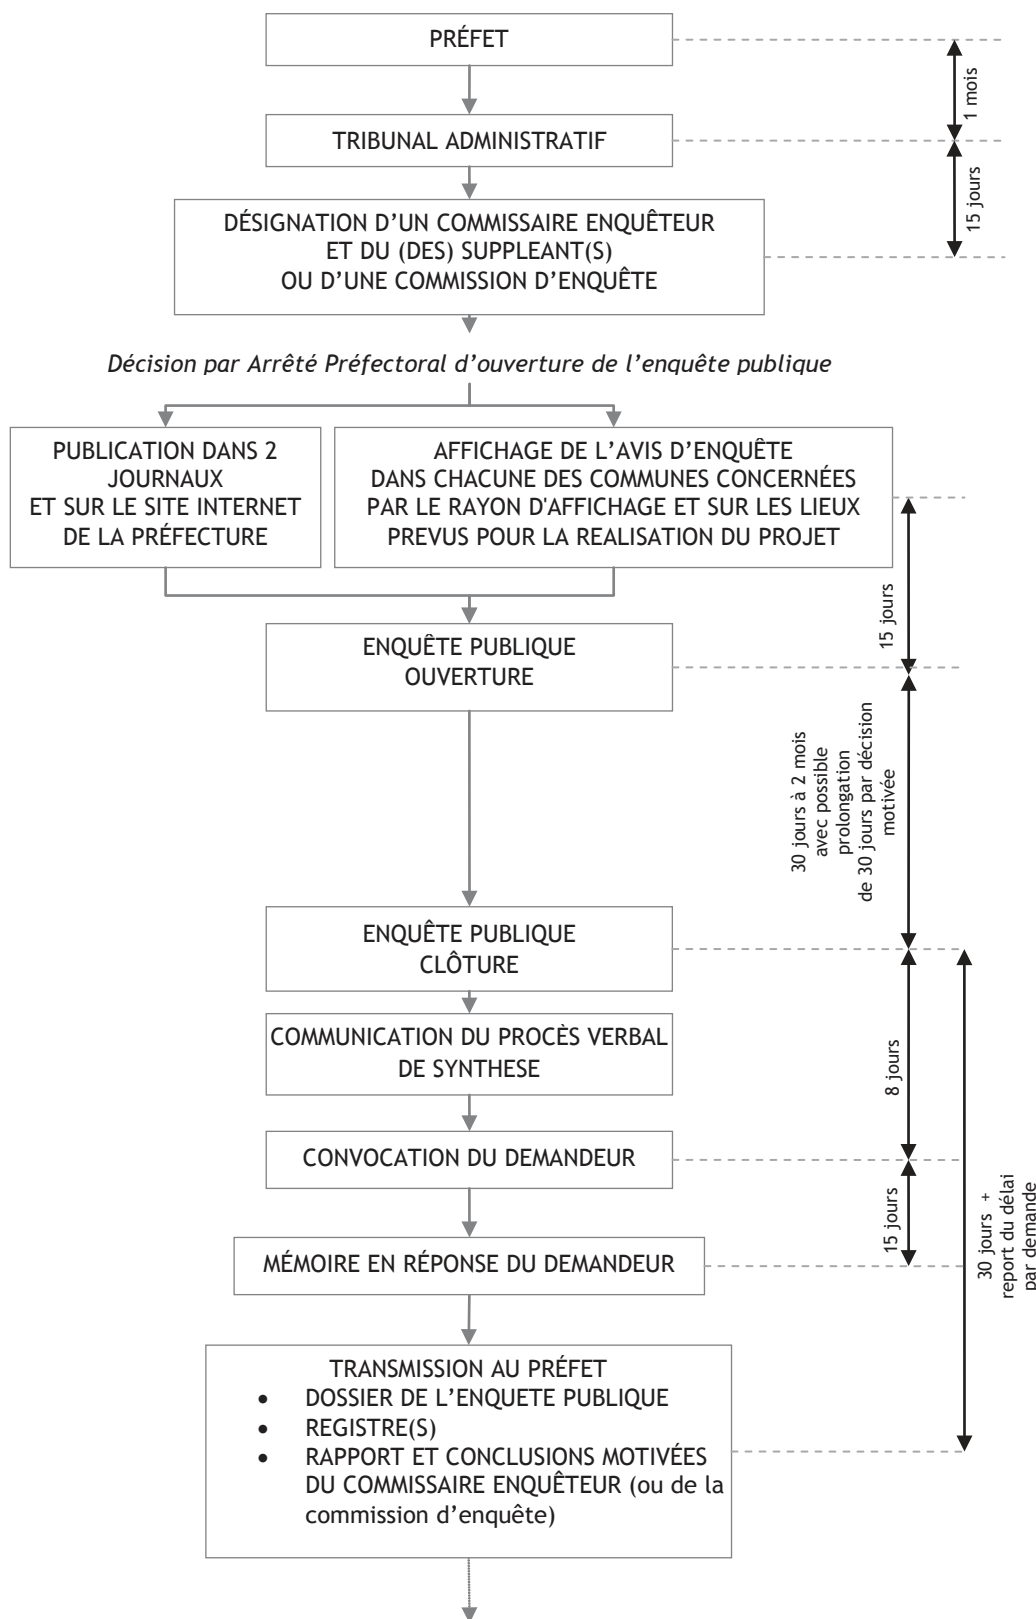 PRÉFET
1 mois
TRIBUNAL ADMINISTRATIF
15 jours
DÉSIGNATION D'UN COMMISSAIRE ENQUÊTEUR
ET DU (DES) SUPPLEANT(S)
OU D'UNE COMMISSION D'ENQUÊTE
Décision par Arrêté Préfectoral d'ouverture de l'enquête publique
PUBLICATION DANS 2
JOURNAUX
ET SUR LE SITE INTERNET
DE LA PRÉFECTURE
AFFICHAGE DE L'AVIS D'ENQUÊTE
DANS CHACUNE DES COMMUNES CONCERNÉES
PAR LE RAYON D'AFFICHAGE ET SUR LES LIEUX
PREVUS POUR LA REALISATION DU PROJET
15 jours
ENQUÊTE PUBLIQUE
OUVERTURE
30 jours à 2 mois
avec possible
prolongation
de 30 jours par décision
motivée
ENQUÊTE PUBLIQUE
CLÔTURE
COMMUNICATION DU PROCÈS VERBAL
DE SYNTHESE
8 jours
CONVOCATION DU DEMANDEUR
15 jours
30 jours +
report du délai
par demande
MÉMOIRE EN RÉPONSE DU DEMANDEUR
TRANSMISSION AU PRÉFET
• DOSSIER DE L'ENQUETE PUBLIQUE
• REGISTRE(S)
• RAPPORT ET CONCLUSIONS MOTIVÉES
DU COMMISSAIRE ENQUÊTEUR (ou de la
commission d'enquête)